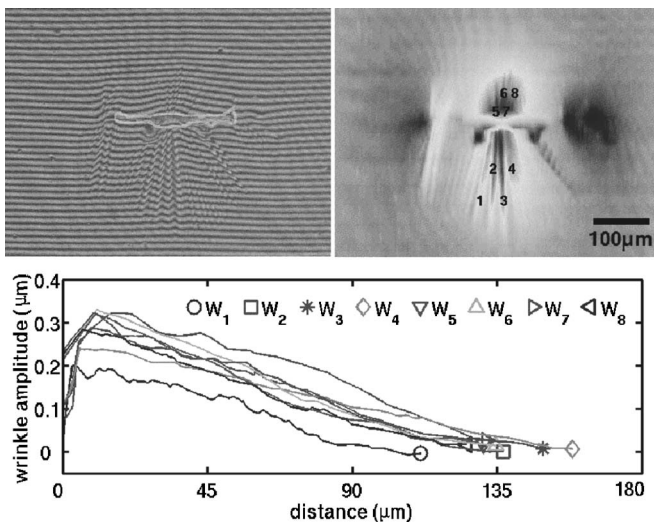 6 8
5 7
2 4
1 3
100μm
0.4
0.3
0.2
0.1
0
wrinkle amplitude (μm)
W1 W2 W3 W4 W5 W6 W7 W8
0 45 90 135 180
distance (μm)